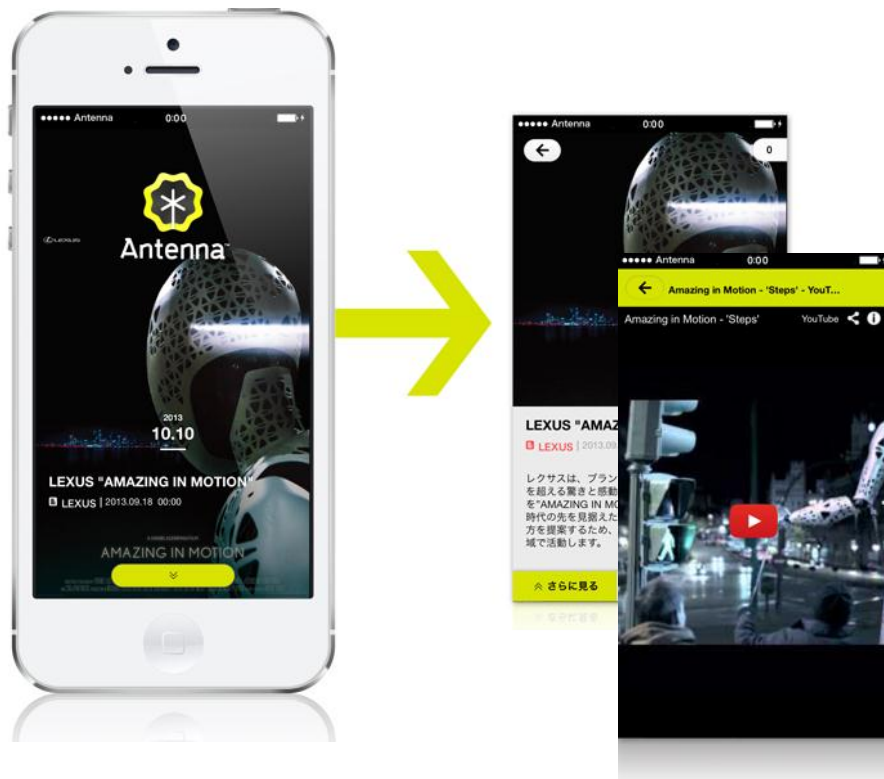 Antenna
0:00
LEXUS
Antenna
2013
10.10
LEXUS "AMAZING IN MOTION"
LEXUS | 2013.09.18 00:00
AMAZING IN MOTION
Antenna
0:00
0
LEXUS "AMAZ
LEXUS | 2013.09
レクサスは、ブラン
を超える驚きと感動
を"AMAZING IN MO
時代の先を見据えた
方を提案するため、
域で活動します。
さらに見る
Antenna
0:00
Amazing in Motion - 'Steps' - YouT...
Amazing in Motion - 'Steps'
YouTube